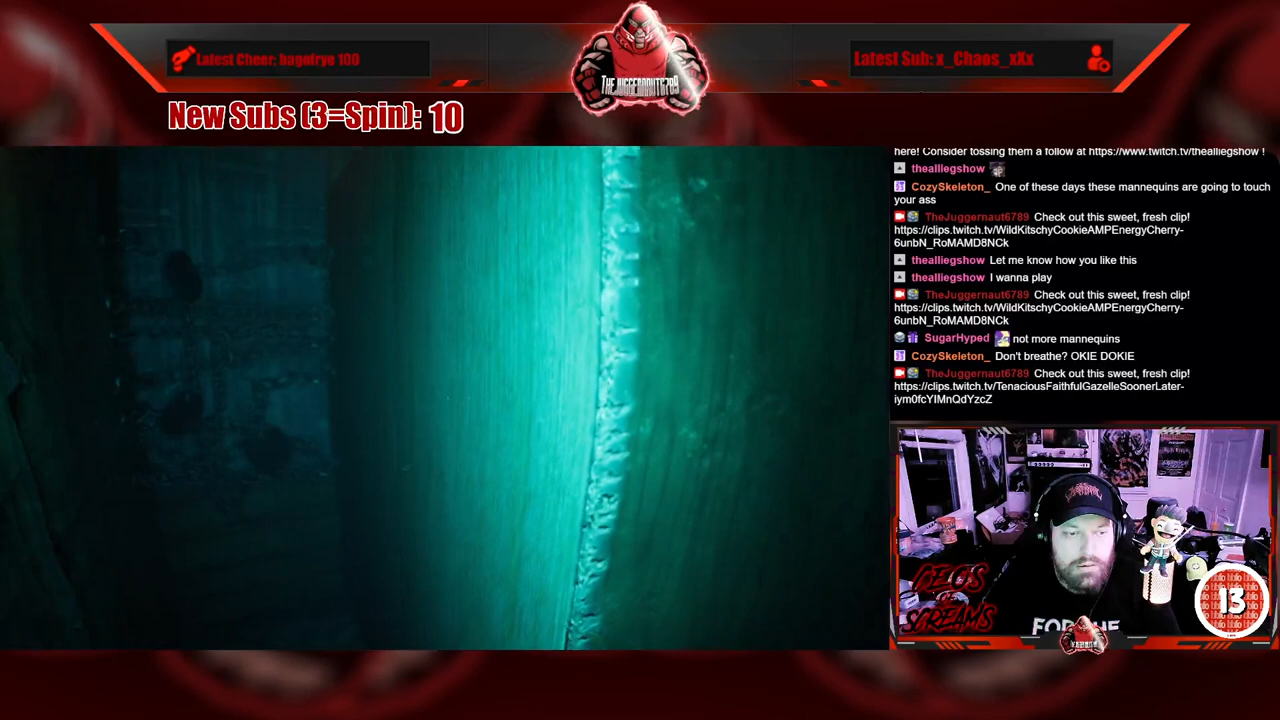 Latest Cheer: bagofrye 100
THEJUGGERNAUT6789
Latest Sub: x_Chaos_xXx
New Subs (3=Spin): 10
here! Consider tossing them a follow at https://www.twitch.tv/thealliegshow !
thealliegshow
CozySkeleton_ One of these days these mannequins are going to touch
your ass
TheJuggernaut6789 Check out this sweet, fresh clip!
https://clips.twitch.tv/WildKitschyCookieAMPEnergyCherry-
6unbN_RoMAMD8NCk
thealliegshow Let me know how you like this
thealliegshow I wanna play
TheJuggernaut6789 Check out this sweet, fresh clip!
https://clips.twitch.tv/WildKitschyCookieAMPEnergyCherry-
6unbN_RoMAMD8NCk
SugarHyped not more mannequins
CozySkeleton_ Don't breathe? OKIE DOKIE
TheJuggernaut6789 Check out this sweet, fresh clip!
https://clips.twitch.tv/TenaciousFaithfulGazelleSoonerLater-
iym0fcYIMnQdYzcZ
SCREAMS
13
FOR THE